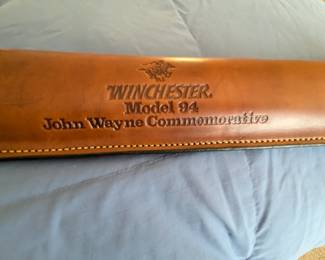 WINCHESTER
Model 94
John Wayne Commemorative